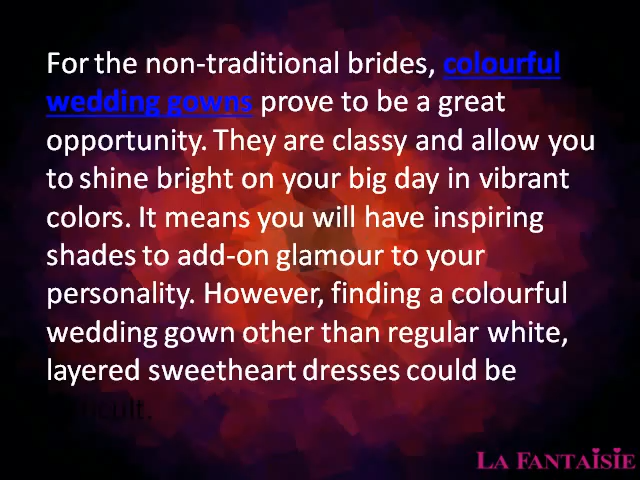 For the non-traditional brides, colourful
wedding gowns prove to be a great
opportunity. They are classy and allow you
to shine bright on your big day in vibrant
colors. It means you will have inspiring
shades to add-on glamour to your
personality. However, finding a colourful
wedding gown other than regular white,
layered sweetheart dresses could be
difficult.
LA FANTAISIE